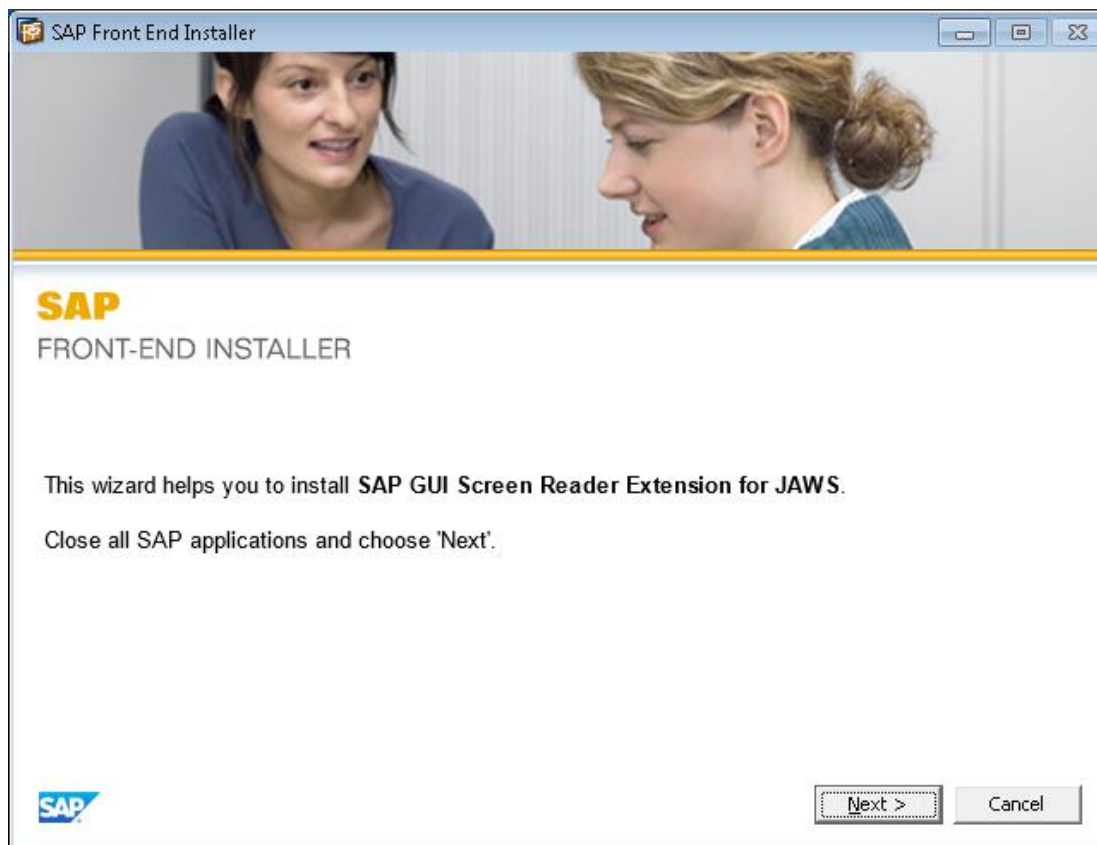 SAP Front End Installer
SAP
FRONT-END INSTALLER
This wizard helps you to install SAP GUI Screen Reader Extension for JAWS.
Close all SAP applications and choose 'Next'.
SAP
Next >
Cancel